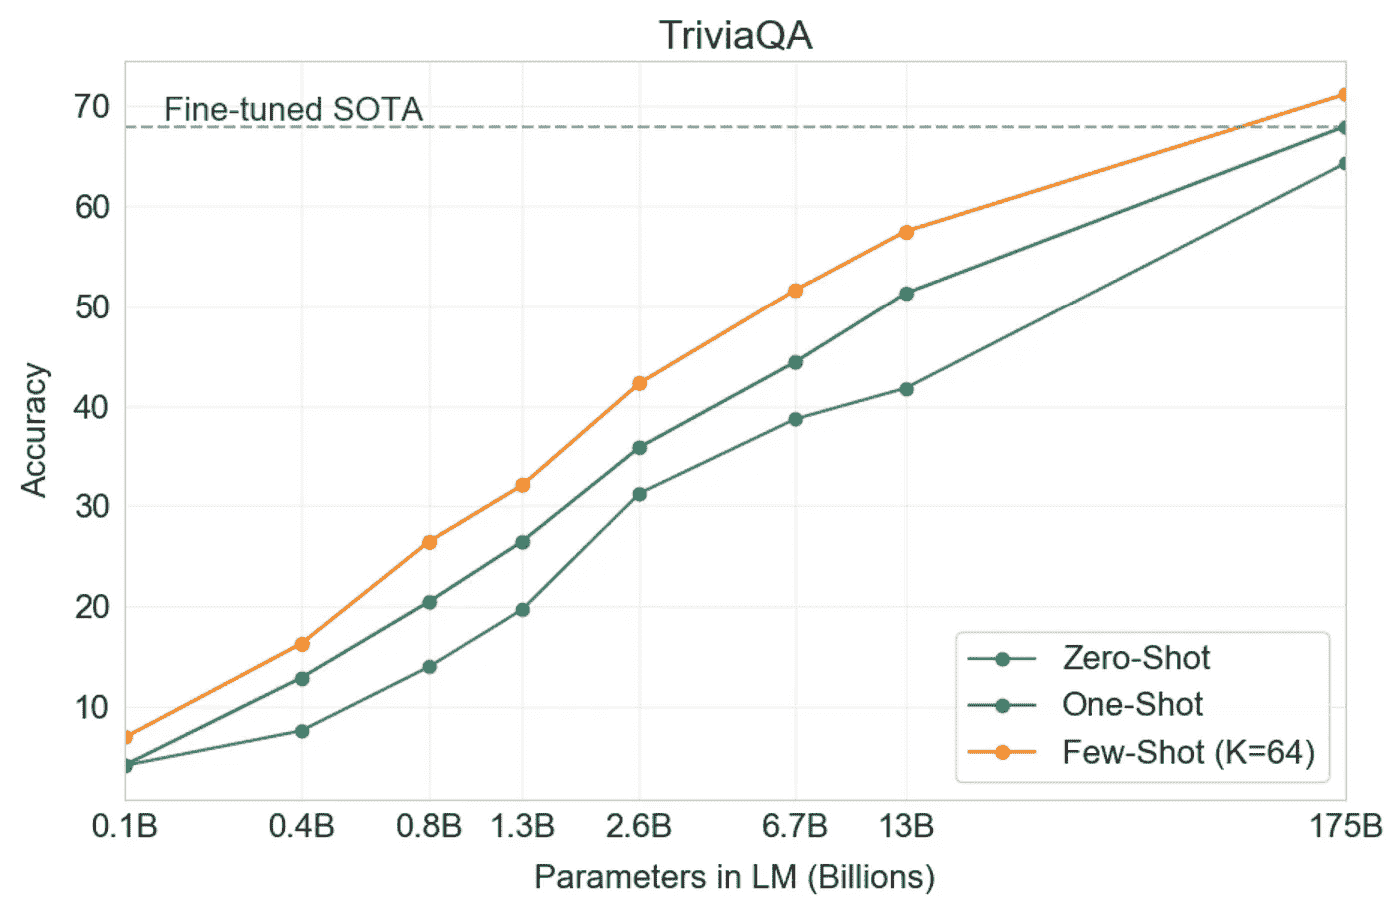 TriviaQA
70
Fine-tuned SOTA
60
50
40
30
20
10
Accuracy
Zero-Shot
One-Shot
Few-Shot (K=64)
0.1B 0.4B 0.8B 1.3B 2.6B 6.7B 13B 175B
Parameters in LM (Billions)